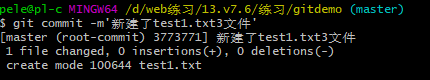 pele@pl-c MINGW64 /d/web练习/13.v7.6/练习/gitdemo (master)
$ git commit -m'新建了test1.txt3文件'
[master (root-commit) 3773771] 新建了test1.txt3文件
 1 file changed, 0 insertions(+), 0 deletions(-)
 create mode 100644 test1.txt